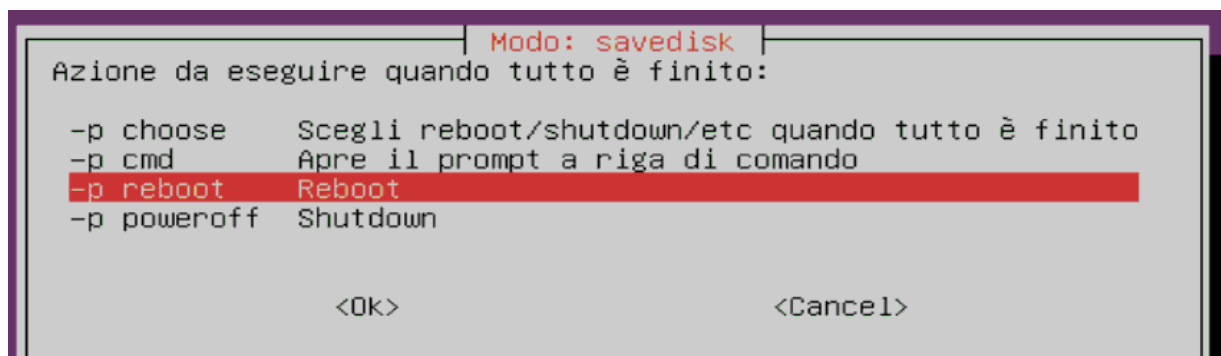 Modo: savedisk
Azione da eseguire quando tutto è finito:
-p choose Scegli reboot/shutdown/etc quando tutto è finito
-p cmd Apre il prompt a riga di comando
-p reboot Reboot
-p poweroff Shutdown
<Ok> <Cancel>